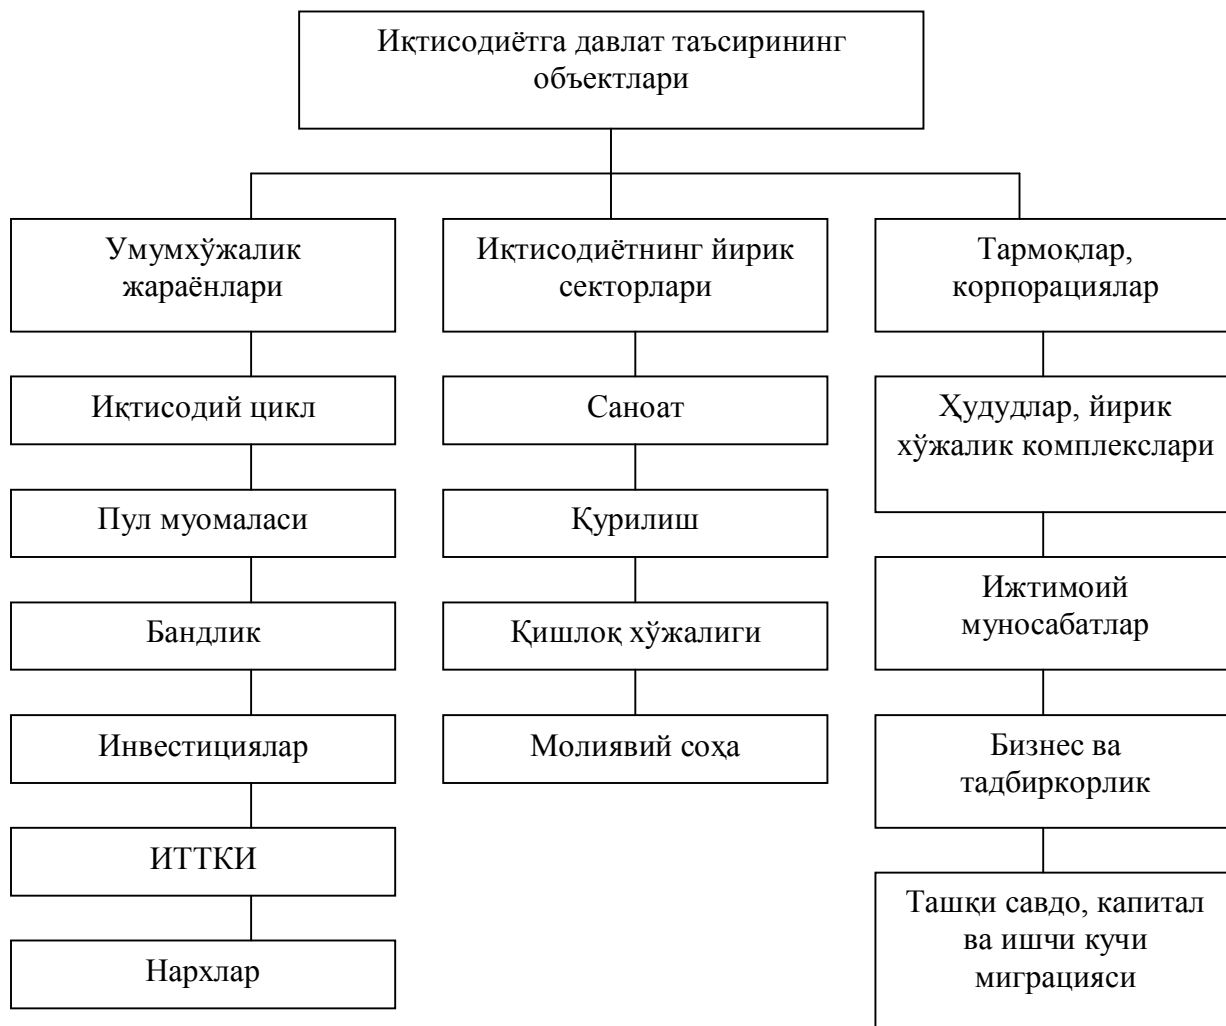 Иқтисодиётга давлат таъсирининг
объектлари
Умумхўжалик
жараёнлари
Иқтисодий цикл
Пул муомаласи
Бандлик
Инвестициялар
ИТТКИ
Нархлар
Иқтисодиётнинг йирик
секторлари
Саноат
Қурилиш
Қишлоқ хўжалиги
Молиявий соҳа
Тармоқлар,
корпорациялар
Ҳудудлар, йирик
хўжалик комплекслари
Ижтимоий
муносабатлар
Бизнес ва
тадбиркорлик
Ташқи савдо, капитал
ва ишчи кучи
миграцияси